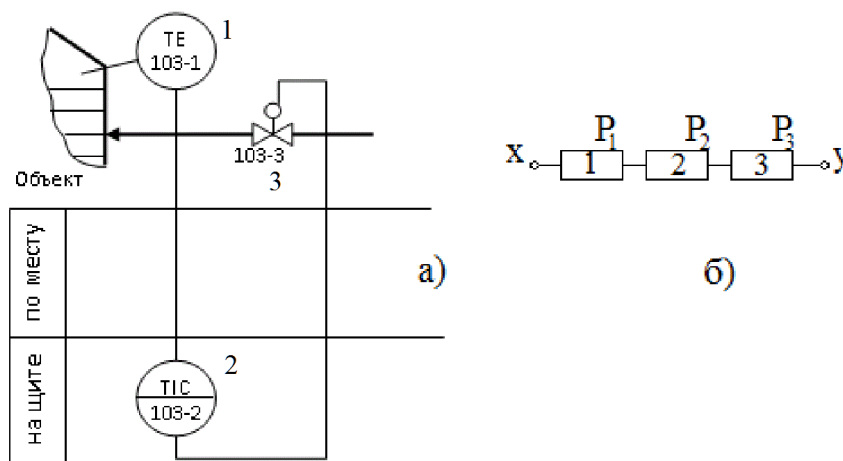 TE
103-1
1
103-3
3
Объект
по месту
а)
на щите
TIC
103-2
2
P1 P2 P3
x 1 2 3 y
б)